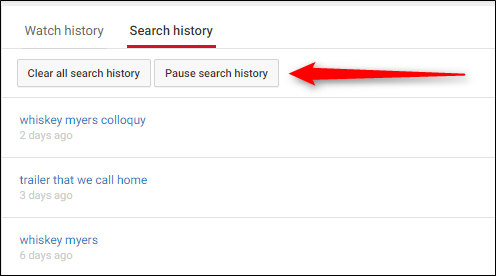 Watch history Search history
Clear all search history Pause search history
whiskey myers colloquy
2 days ago
trailer that we call home
3 days ago
whiskey myers
6 days ago